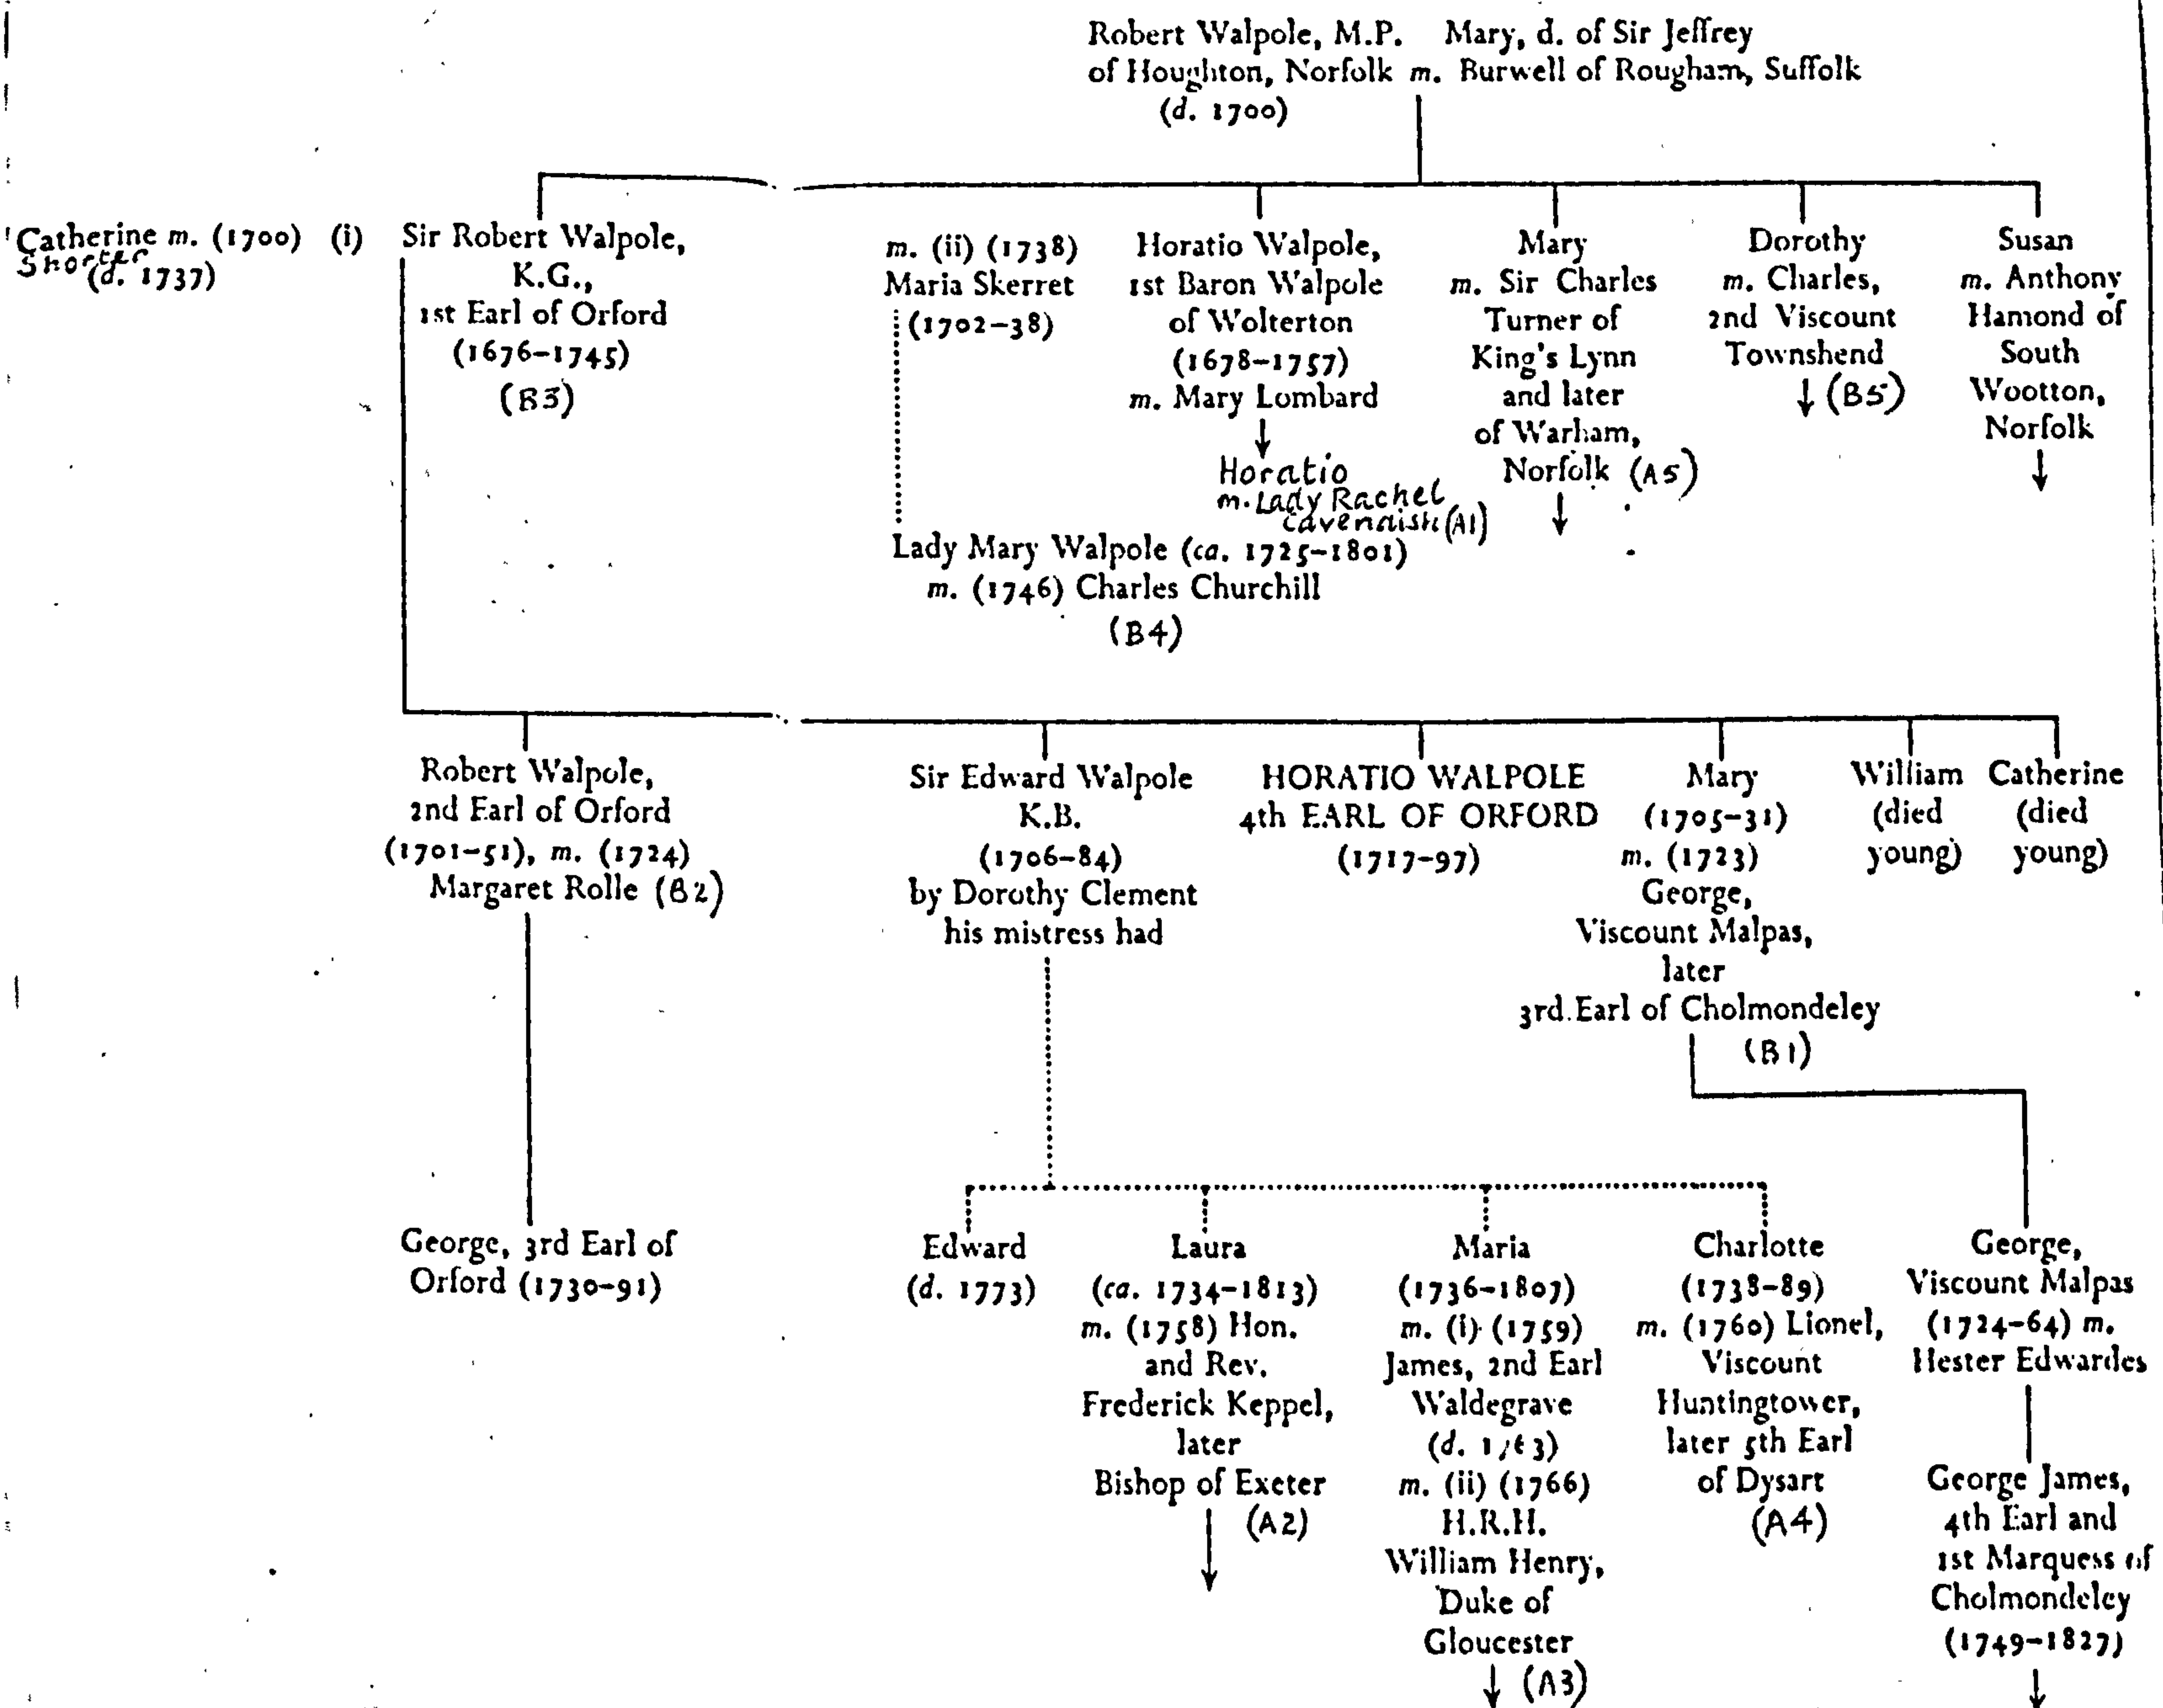 Robert Walpole, M.P.
of Houghton, Norfolk m.
(d. 1700)
Mary, d. of Sir Jeffrey
Burwell of Rougham, Suffolk
Catherine m. (1700) (i)
Shorter
(d. 1737)
Sir Robert Walpole,
K.G.,
1st Earl of Orford
(1676–1745)
(B3)
m. (ii) (1738)
Maria Skerret
(1702–38)
Horatio Walpole,
1st Baron Walpole
of Wolterton
(1678–1757)
m. Mary Lombard
Horatio
m. Lady Rachel
Cavendish (A1)
Mary
m. Sir Charles
Turner of
King's Lynn
and later
of Warham,
Norfolk (A5)
Dorothy
m. Charles,
2nd Viscount
Townshend
(B5)
Susan
m. Anthony
Hamond of
South
Wootton,
Norfolk
Lady Mary Walpole (ca. 1725–1801)
m. (1746) Charles Churchill
(B4)
Robert Walpole,
2nd Earl of Orford
(1701–51), m. (1724)
Margaret Rolle (B2)
Sir Edward Walpole
K.B.
(1706–84)
by Dorothy Clement
his mistress had
HORATIO WALPOLE
4th EARL OF ORFORD
(1717–97)
Mary
(1705–31)
m. (1723)
George,
Viscount Malpas,
later
3rd Earl of Cholmondeley
(B1)
William
(died
young)
Catherine
(died
young)
George, 3rd Earl of
Orford (1730–91)
Edward
(d. 1773)
Laura
(ca. 1734–1813)
m. (1758) Hon.
and Rev.
Frederick Keppel,
later
Bishop of Exeter
(A2)
Maria
(1736–1807)
m. (i) (1759)
James, 2nd Earl
Waldegrave
(d. 1763)
m. (ii) (1766)
H.R.H.
William Henry,
Duke of
Gloucester
(A3)
Charlotte
(1738–89)
m. (1760) Lionel,
Viscount
Huntingtower,
later 5th Earl
of Dysart
(A4)
George,
Viscount Malpas
(1724–64) m.
Hester Edwardes
George James,
4th Earl and
1st Marquess of
Cholmondeley
(1749–1827)